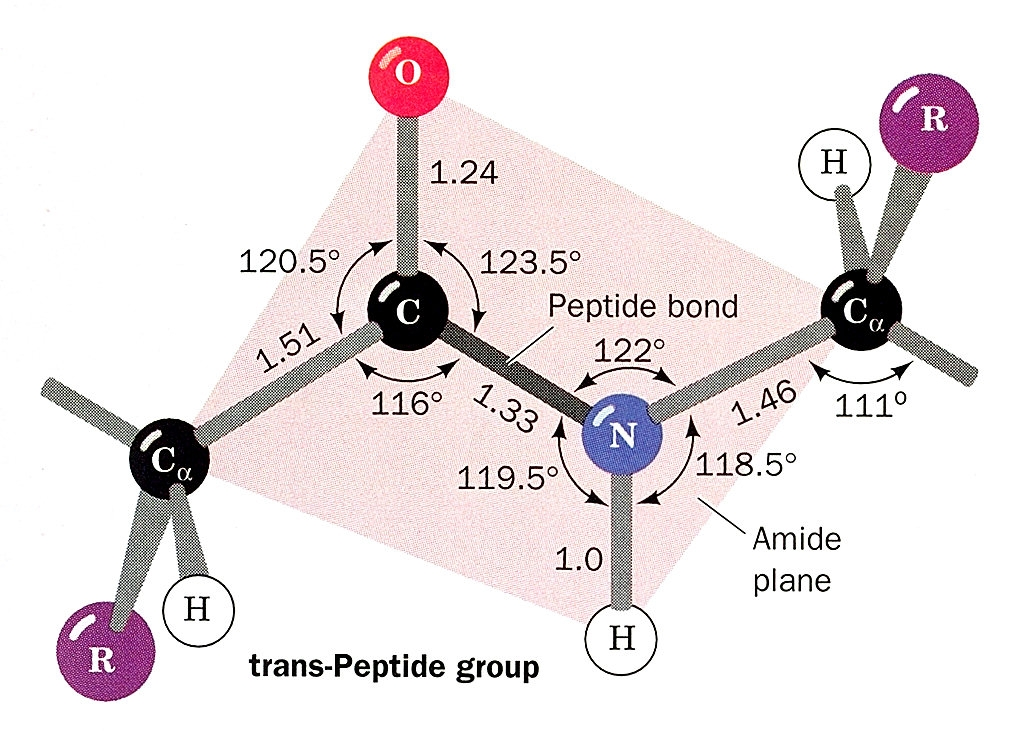 O
R
H
1.24
120.5°
123.5°
Peptide bond
C
Cα
1.51
122°
116°
1.33
1.46
111°
N
Cα
119.5°
118.5°
Amide
plane
1.0
H
H
R
trans-Peptide group